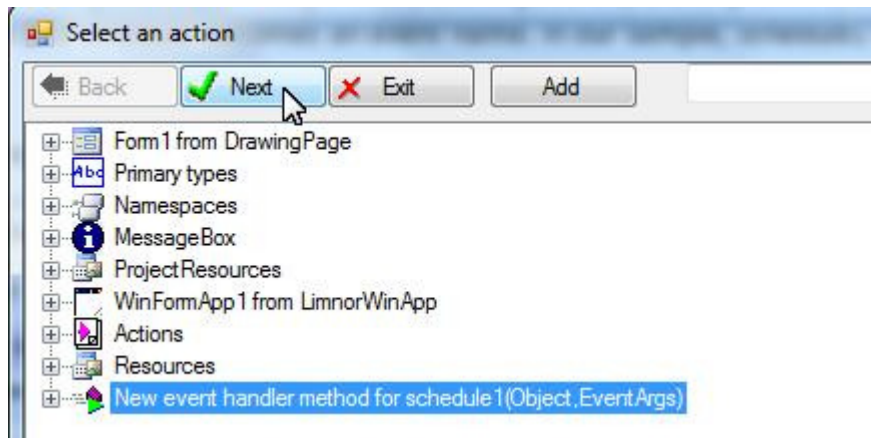 Select an action
Back Next Exit Add
Form1 from DrawingPage
Abc Primary types
Namespaces
MessageBox
ProjectResources
WinFormApp1 from LimnorWinApp
Actions
Resources
New event handler method for schedule1(Object,EventArgs)